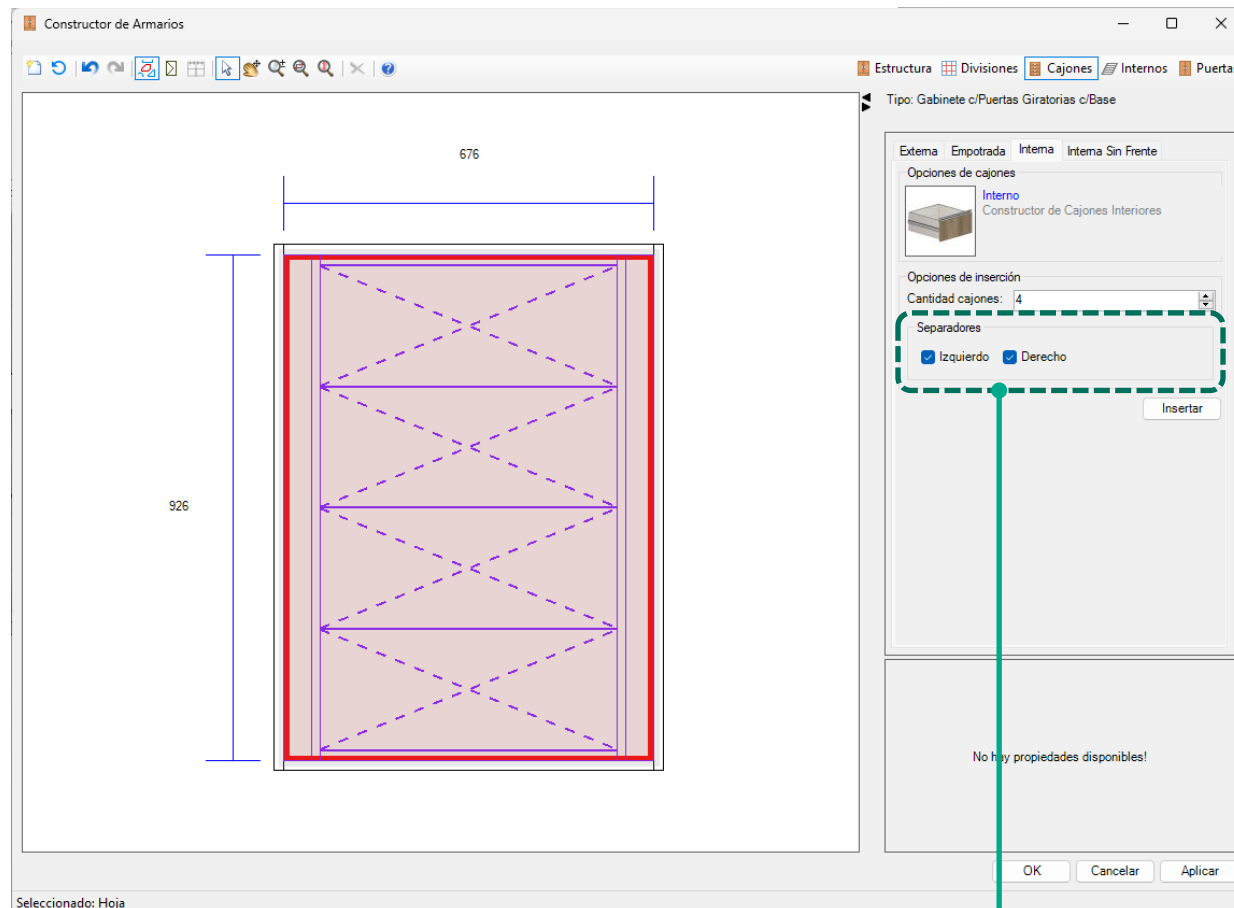 Constructor de Armarios
Estructura Divisiones Cajones Internos Puertas
Tipo: Gabinete c/Puertas Giratorias c/Base
Externa Empotrada Interna Interna Sin Frente
Opciones de cajones
Interno
Constructor de Cajones Interiores
Opciones de inserción
Cantidad cajones: 4
Separadores
Izquierdo Derecho
Insertar
676
926
No hay propiedades disponibles!
OK Cancelar Aplicar
Seleccionado: Hoja